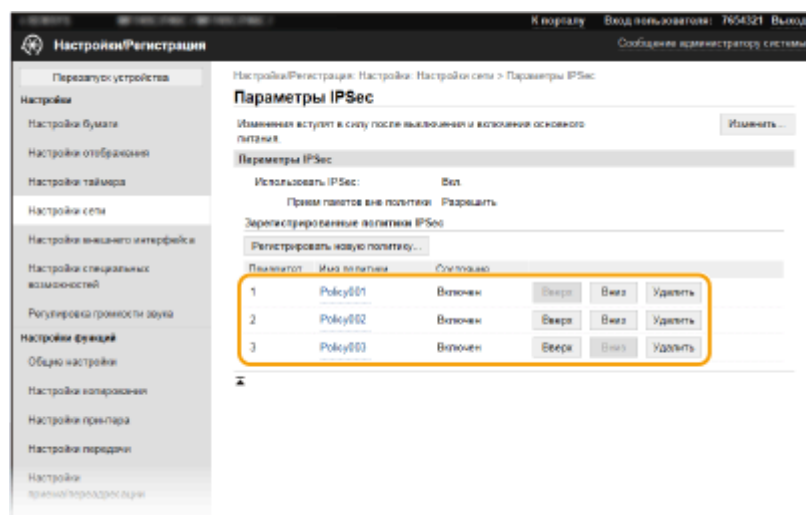 К порталу Вход пользователя: 7654321 Выход
Настройки/Регистрация
Сообщение администратору системы
Перезапуск устройства
Настройки
Настройки бумаги
Настройки отображения
Настройки таймера
Настройки сети
Настройки внешнего интерфейса
Настройки специальных
возможностей
Регулировка громкости звука
Настройки функций
Общие настройки
Настройки копирования
Настройки принтера
Настройки передачи
Настройки
приема/переадресации
Настройки/Регистрация: Настройки: Настройки сети > Параметры IPSec
Параметры IPSec
Изменения вступят в силу после выключения и включения основного
питания.
Изменить...
Параметры IPSec
Использовать IPSec: Вкл.
Прием пакетов вне политики Разрешить
Зарегистрированные политики IPSec
Регистрировать новую политику...
Приоритет Имя политики Состояние
1 Policy001 Включен Вверх Вниз Удалить
2 Policy002 Включен Вверх Вниз Удалить
3 Policy003 Включен Вверх Вниз Удалить